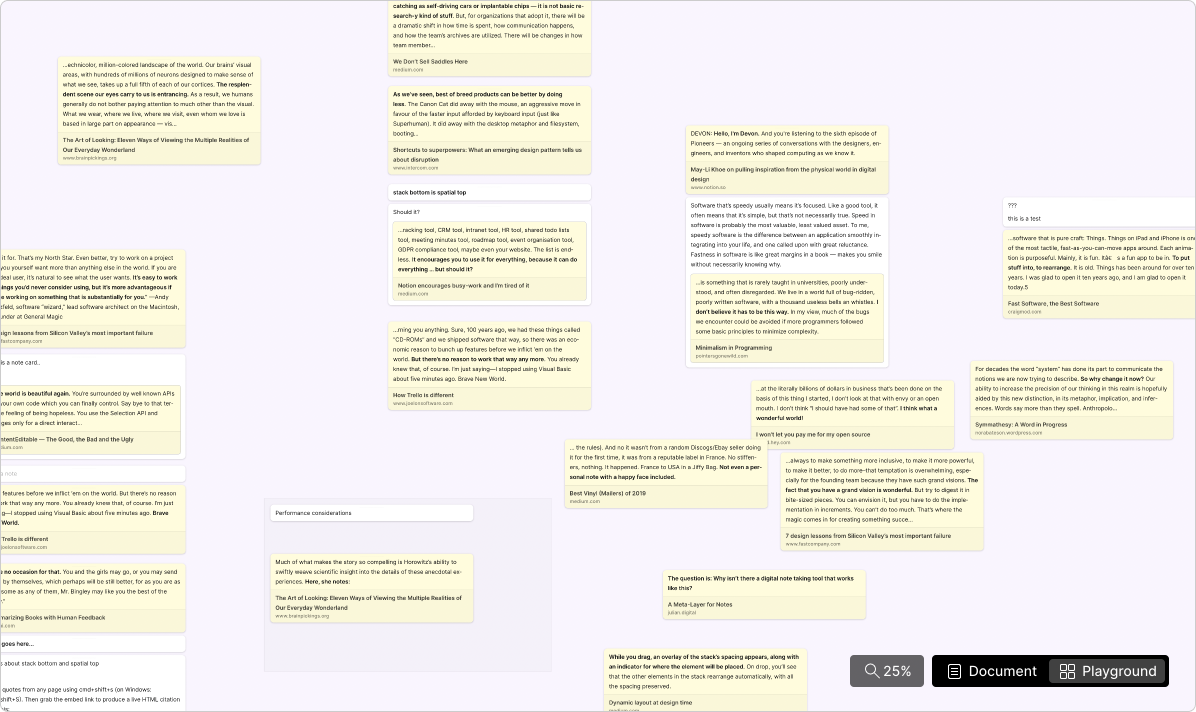 catching as self-driving cars or implantable chips — it is not basic re-
search-y kind of stuff. But, for organizations that adopt it, there will be
a dramatic shift in how time is spent, how communication happens,
and how the team's archives are utilized. There will be changes in how
team member...
We Don't Sell Saddles Here
medium.com
...echnicolor, million-colored landscape of the world. Our brains' visual
areas, with hundreds of millions of neurons designed to make sense of
what we see, takes up a full fifth of each of our cortices. The resplen-
dent scene our eyes carry to us is entrancing. As a result, we humans
generally do not bother paying attention to much other than the visual.
What we wear, where we live, where we visit, even whom we love is
based in large part on appearance — vis...
The Art of Looking: Eleven Ways of Viewing the Multiple Realities of
Our Everyday Wonderland
www.brainpickings.org
As we've seen, best of breed products can be better by doing
less. The Canon Cat did away with the mouse, an aggressive move in
favour of the faster input afforded by keyboard input (just like
Superhuman). It did away with the desktop metaphor and filesystem,
booting...
Shortcuts to superpowers: What an emerging design pattern tells us
about disruption
www.intercom.com
stack bottom is spatial top
Should it?
...racking tool, CRM tool, intranet tool, HR tool, shared todo lists
tool, meeting minutes tool, roadmap tool, event organisation tool,
GDPR compliance tool, maybe even your website. The list is end-
less. It encourages you to use it for everything, because it can do
everything ... but should it?
Notion encourages busy-work and I'm tired of it
medium.com
...ming you anything. Sure, 100 years ago, we had these things called
"CD-ROMs" and we shipped software that way, so there was an eco-
nomic reason to bunch up features before we inflict 'em on the
world. But there's no reason to work that way any more. You already
knew that, of course. I'm just saying—I stopped using Visual Basic
about five minutes ago. Brave New World.
How Trello is different
www.joelonsoftware.com
DEVON: Hello, I'm Devon. And you're listening to the sixth episode of
Pioneers — an ongoing series of conversations with the designers, en-
gineers, and inventors who shaped computing as we know it.
May-Li Khoe on pulling inspiration from the physical world in digital
design
www.notion.so
Software that's speedy usually means it's focused. Like a good tool, it
often means that it's simple, but that's not necessarily true. Speed in
software is probably the most valuable, least valued asset. To me,
speedy software is the difference between an application smoothly in-
tegrating into your life, and one called upon with great reluctance.
Fastness in software is like great margins in a book — makes you smile
without necessarily knowing why.
...is something that is rarely taught in universities, poorly under-
stood, and often disregarded. We live in a world full of bug-ridden,
poorly written software, with a thousand useless bells an whistles. I
don't believe it has to be this way. In my view, much of the bugs
we encounter could be avoided if more programmers followed
some basic principles to minimize complexity.
Minimalism in Programming
pointersgonewild.com
???
this is a test
...software that is pure craft: Things. Things on iPad and iPhone is one
of the most tactile, fast-as-you-can-move apps around. Each anima-
tion is purposeful. Mainly, it is fun. s a fun app to be in. To put
stuff into, to rearrange. It is old. Things has been around for over ten
years. I was glad to open it ten years ago, and I am glad to open it
today.5
Fast Software, the Best Software
craigmod.com
it for. That's my North Star. Even better, try to work on a project
you yourself want more than anything else in the world. If you are
deal user, it's natural to see what the user wants. It's easy to work
ings you'd never consider using, but it's more advantageous if
e working on something that is substantially for you." —Andy
feld, software "wizard," lead software architect on the Macintosh,
under at General Magic
sign lessons from Silicon Valley's most important failure
fastcompany.com
is a note card..
e world is beautiful again. You're surrounded by well known APIs
your own code which you can finally control. Say bye to that ter-
e feeling of being hopeless. You use the Selection API and
ges only for a direct interact...
ntentEditable — The Good, the Bad and the Ugly
dium.com
a note
features before we inflict 'em on the world. But there's no reason
ork that way any more. You already knew that, of course. I'm just
g—I stopped using Visual Basic about five minutes ago. Brave
World.
Trello is different
joelonsoftware.com
e no occasion for that. You and the girls may go, or you may send
by themselves, which perhaps will be still better, for as you are as
some as any of them, Mr. Bingley may like you the best of the
."
marizing Books with Human Feedback
ai.com
goes here...
s about stack bottom and spatial top
quotes from any page using cmd+shift+s (on Windows:
shift+S). Then grab the embed link to produce a live HTML citation
Performance considerations
Much of what makes the story so compelling is Horowitz's ability to
swiftly weave scientific insight into the details of these anecdotal ex-
periences. Here, she notes:
The Art of Looking: Eleven Ways of Viewing the Multiple Realities of
Our Everyday Wonderland
www.brainpickings.org
...at the literally billions of dollars in business that's been done on the
basis of this thing I started, I don't look at that with envy or an open
mouth. I don't think "I should have had some of that". I think what a
wonderful world!
I won't let you pay me for my open source
d.hey.com
... the rules). And no it wasn't from a random Discogs/Ebay seller doing
it for the first time, it was from a reputable label in France. No stiffen-
ers, nothing. It happened. France to USA in a Jiffy Bag. Not even a per-
sonal note with a happy face included.
Best Vinyl (Mailers) of 2019
medium.com
For decades the word "system" has done its part to communicate the
notions we are now trying to describe. So why change it now? Our
ability to increase the precision of our thinking in this realm is hopefully
aided by this new distinction, in its metaphor, implication, and infer-
ences. Words say more than they spell. Anthropolo...
Symmathesy: A Word in Progress
norabateson.wordpress.com
...always to make something more inclusive, to make it more powerful,
to make it better, to do more–that temptation is overwhelming, espe-
cially for the founding team because they have such grand visions. The
fact that you have a grand vision is wonderful. But try to digest it in
bite-sized pieces. You can envision it, but you have to do the imple-
mentation in increments. You can't do too much. That's where the
magic comes in for creating something succe...
7 design lessons from Silicon Valley's most important failure
www.fastcompany.com
The question is: Why isn't there a digital note taking tool that works
like this?
A Meta-Layer for Notes
julian.digital
While you drag, an overlay of the stack's spacing appears, along with
an indicator for where the element will be placed. On drop, you'll see
that the other elements in the stack rearrange automatically, with all
the spacing preserved.
Dynamic layout at design time
medium.com
25%
Document
Playground